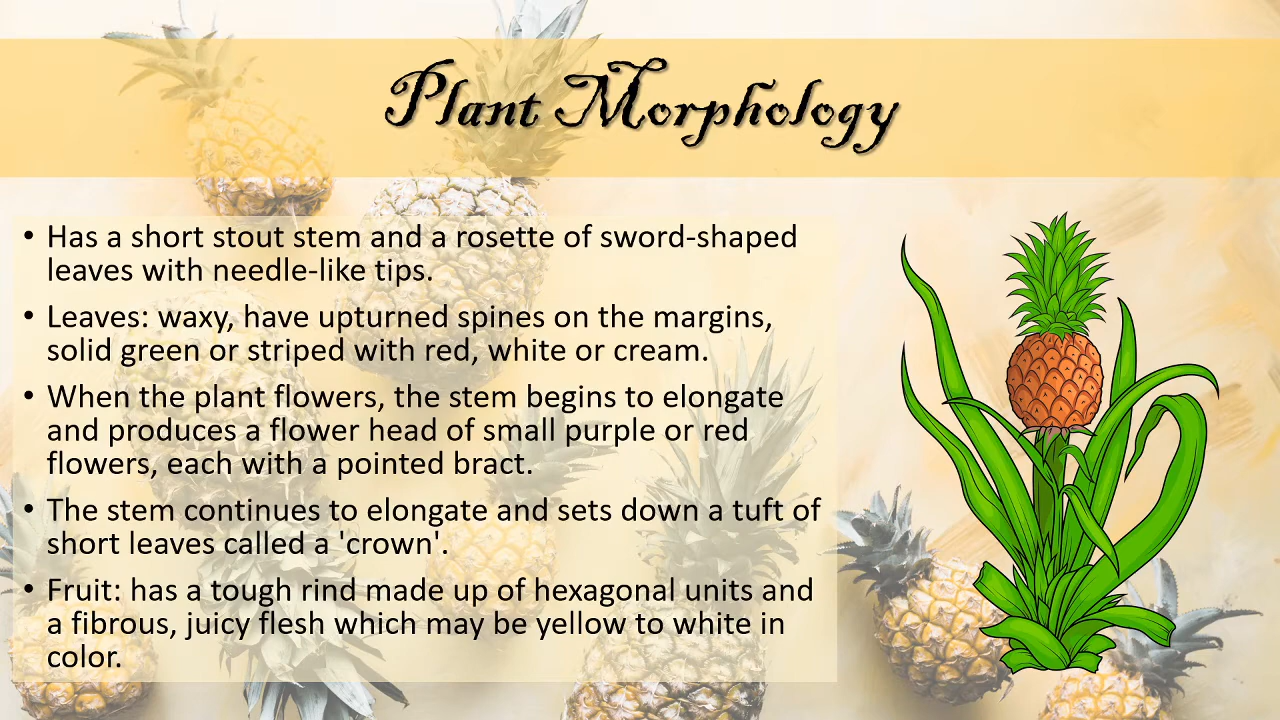 Plant Morphology
• Has a short stout stem and a rosette of sword-shaped
leaves with needle-like tips.
• Leaves: waxy, have upturned spines on the margins,
solid green or striped with red, white or cream.
• When the plant flowers, the stem begins to elongate
and produces a flower head of small purple or red
flowers, each with a pointed bract.
• The stem continues to elongate and sets down a tuft of
short leaves called a 'crown'.
• Fruit: has a tough rind made up of hexagonal units and
a fibrous, juicy flesh which may be yellow to white in
color.